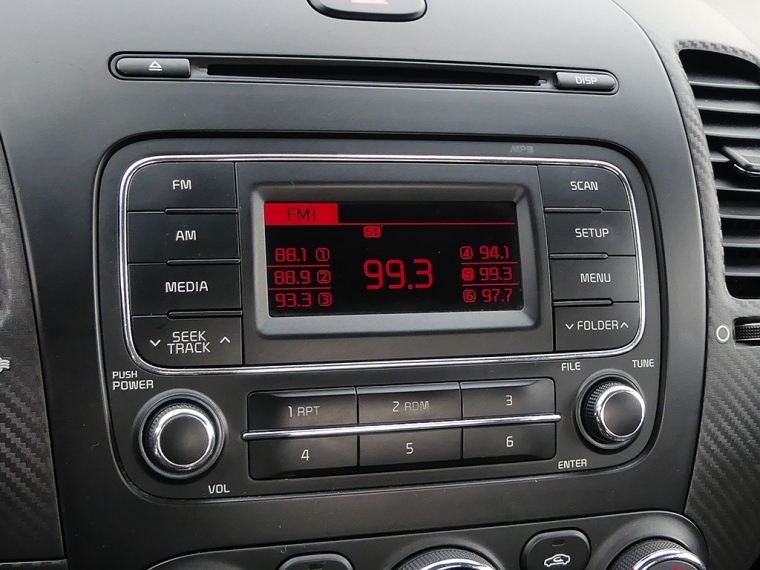 DISP
MP3
FM
SCAN
FM1
ST
AM
SETUP
88.1 1
4 94.1
88.9 2
99.3
5 99.3
93.3 3
6 97.7
MEDIA
MENU
SEEK
TRACK
FOLDER
PUSH
POWER
FILE
TUNE
1 RPT
2 RDM
3
4
5
6
VOL
ENTER